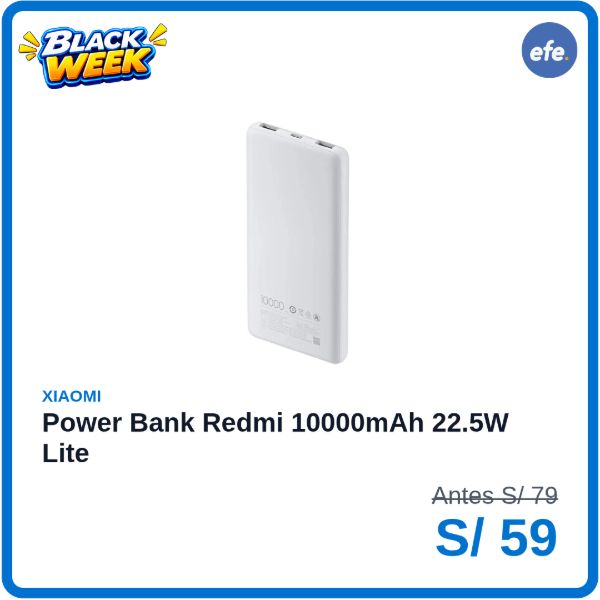 BLACK
WEEK
efe.
10000
XIAOMI
Power Bank Redmi 10000mAh 22.5W
Lite
Antes S/ 79
S/ 59